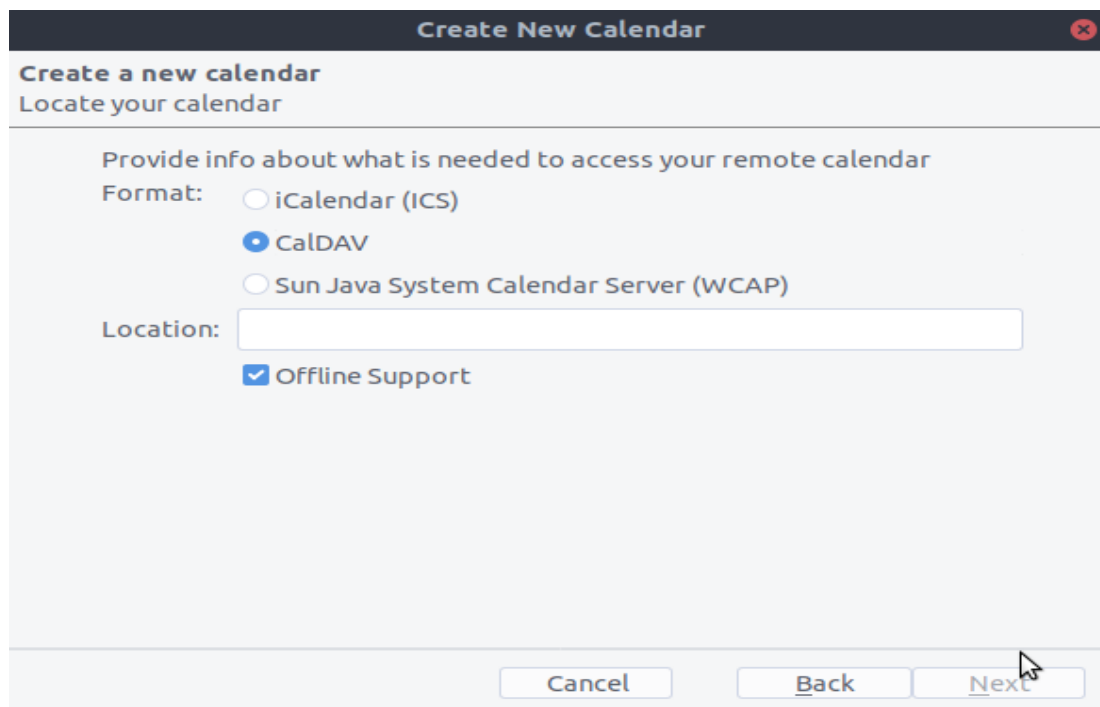 Create New Calendar
Create a new calendar
Locate your calendar
Provide info about what is needed to access your remote calendar
Format:
iCalendar (ICS)
CalDAV
Sun Java System Calendar Server (WCAP)
Location:
Offline Support
Cancel
Back
Next